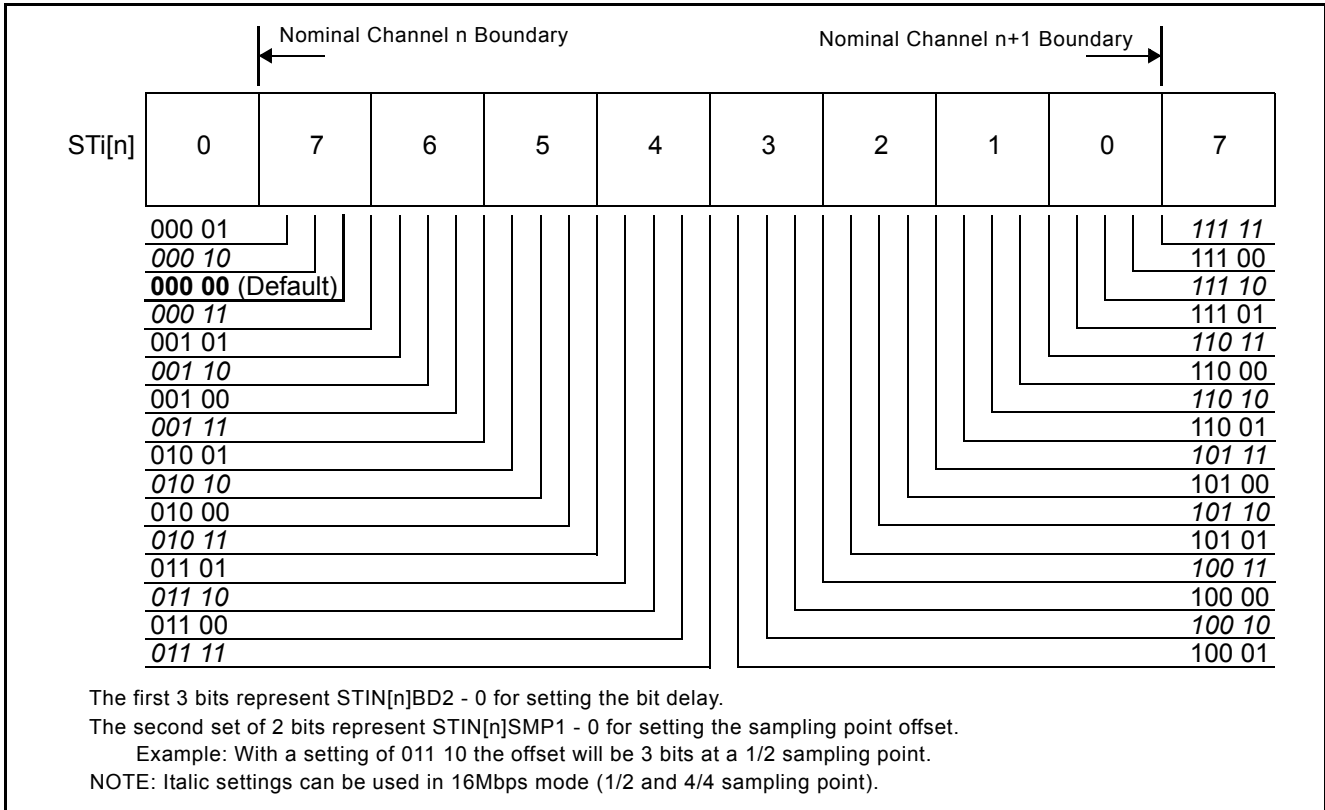 Nominal Channel n Boundary
Nominal Channel n+1 Boundary
STi[n] 0 7 6 5 4 3 2 1 0 7
000 01 111 11
000 10 111 00
000 00 (Default) 111 10
000 11 111 01
001 01 110 11
001 10 110 00
001 00 110 10
001 11 110 01
010 01 101 11
010 10 101 00
010 00 101 10
010 11 101 01
011 01 100 11
011 10 100 00
011 00 100 10
011 11 100 01
The first 3 bits represent STIN[n]BD2 - 0 for setting the bit delay.
The second set of 2 bits represent STIN[n]SMP1 - 0 for setting the sampling point offset.
Example: With a setting of 011 10 the offset will be 3 bits at a 1/2 sampling point.
NOTE: Italic settings can be used in 16Mbps mode (1/2 and 4/4 sampling point).